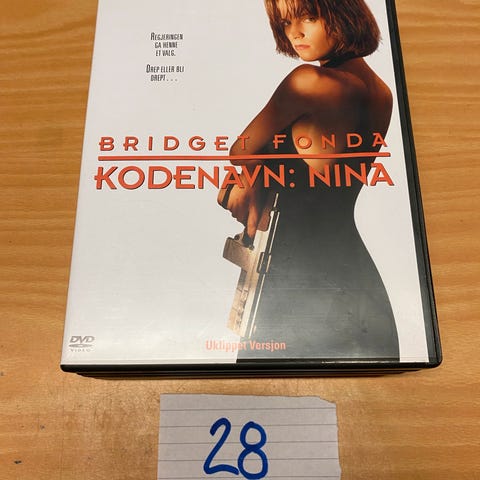 REGJERINGEN
GA HENNE
ET VALG.
DREP ELLER BLI
DREPT . . .
BRIDGET FONDA
KODENAVN: NINA
DVD
VIDEO
Uklippet Versjon
28